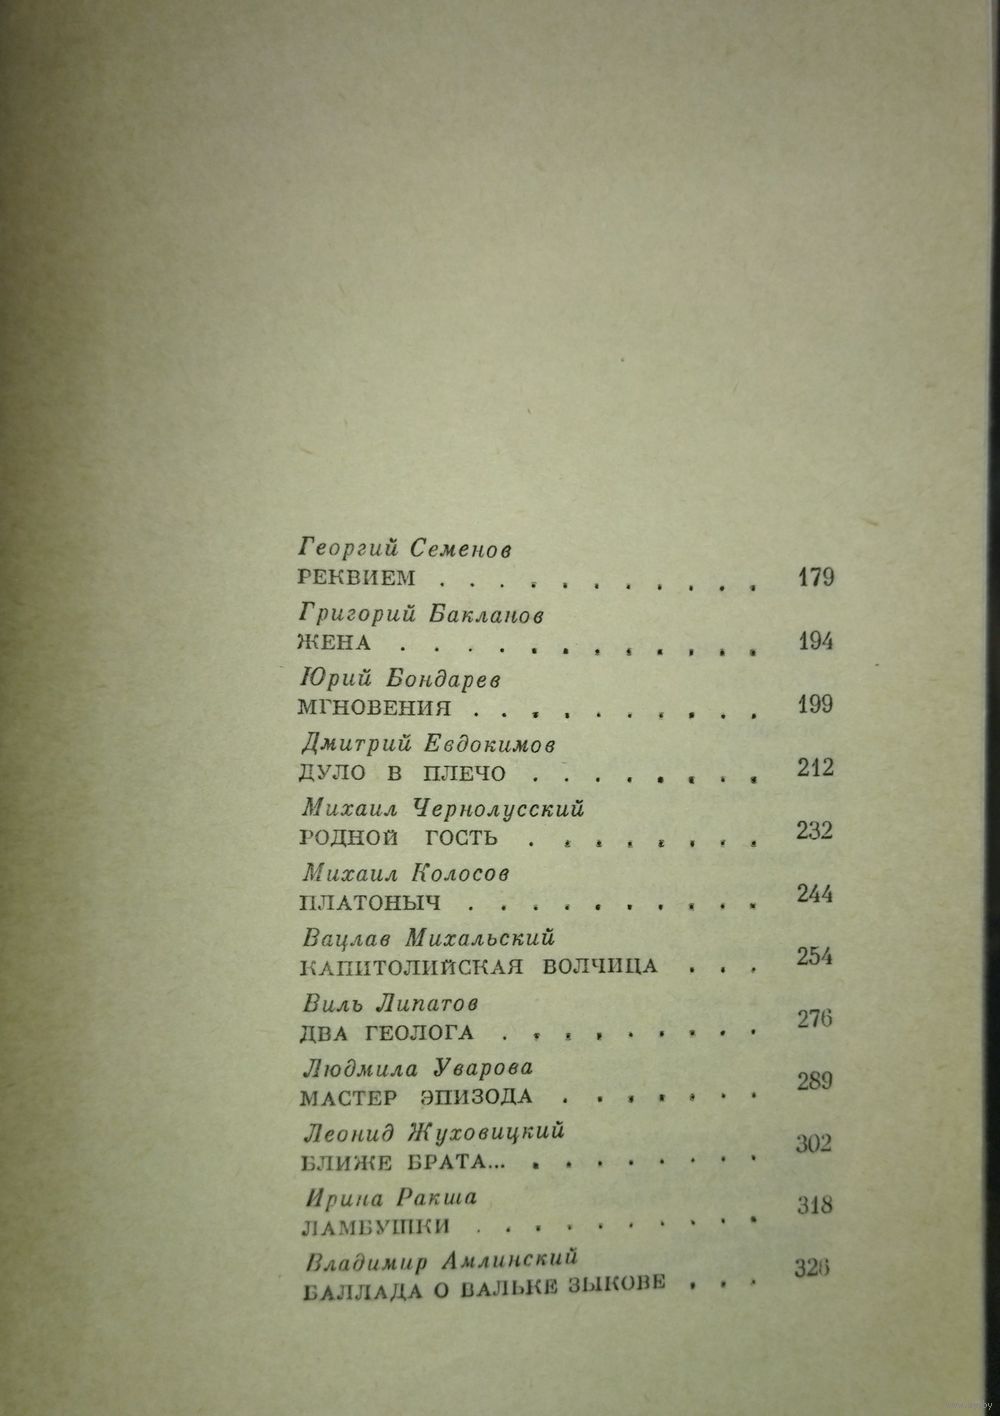 Георгий Семенов
РЕКВИЕМ . . . . . . . . . . . 179
Григорий Бакланов
ЖЕНА . . . . . . . . . . . . 194
Юрий Бондарев
МГНОВЕНИЯ . . . . . . . . . . 199
Дмитрий Евдокимов
ДУЛО В ПЛЕЧО . . . . . . . . 212
Михаил Чернолусский
РОДНОЙ ГОСТЬ . . . . . . . . 232
Михаил Колосов
ПЛАТОНЫЧ . . . . . . . . . . 244
Вацлав Михальский
КАПИТОЛИЙСКАЯ ВОЛЧИЦА . . . 254
Виль Липатов
ДВА ГЕОЛОГА . . . . . . . . . 276
Людмила Уварова
МАСТЕР ЭПИЗОДА . . . . . . . 289
Леонид Жуховицкий
БЛИЖЕ БРАТА... . . . . . . . . 302
Ирина Ракша
ЛАМБУШКИ . . . . . . . . . . 318
Владимир Амлинский
БАЛЛАДА О ВАЛЬКЕ ЗЫКОВЕ . . . 326